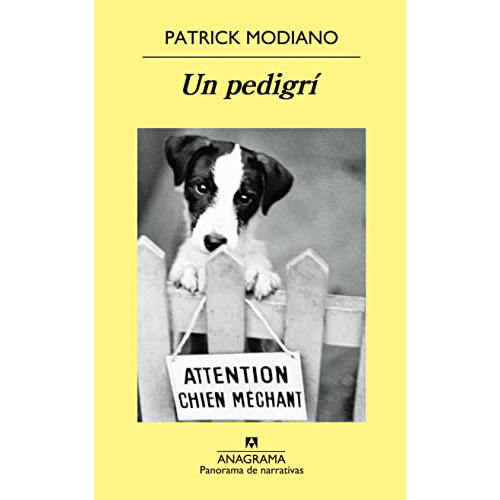 PATRICK MODIANO
Un pedigrí
ATTENTION
CHIEN MÉCHANT
ANAGRAMA
Panorama de narrativas